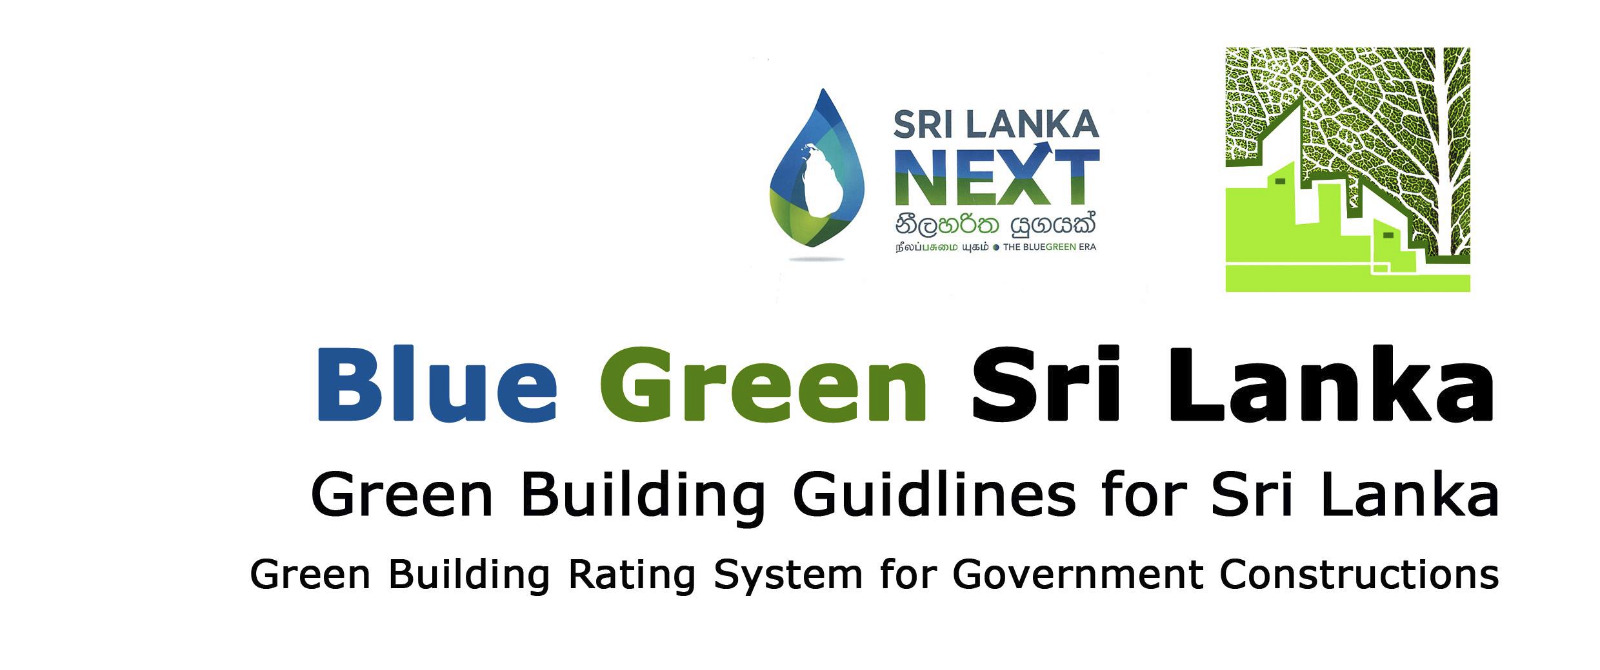 SRI LANKA
NEXT
නීලහරිත යුගයක්
நீலப்பசுமை யுகம் ● THE BLUEGREEN ERA
Blue Green Sri Lanka
Green Building Guidlines for Sri Lanka
Green Building Rating System for Government Constructions